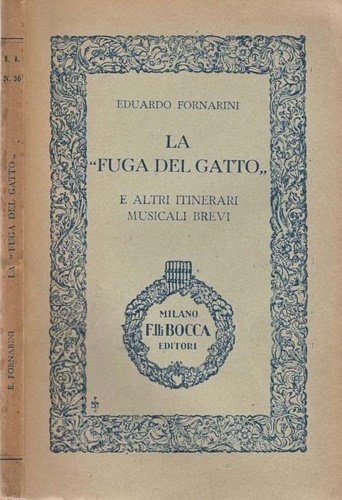 B. A.
N. 36
LA "FUGA DEL GATTO„
E. FORNARINI
EDUARDO FORNARINI
LA
"FUGA DEL GATTO„
E ALTRI ITINERARI
MUSICALI BREVI
MILANO
F.lli BOCCA
EDITORI